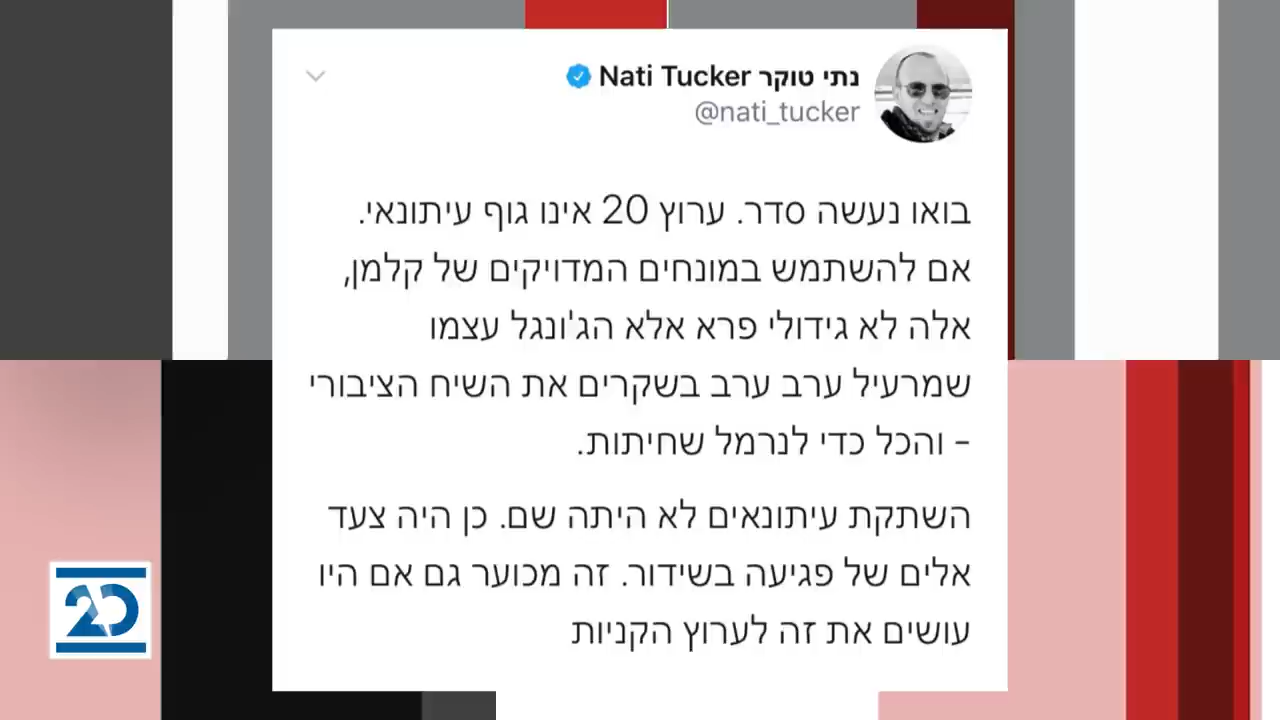 נתי טוקר Nati Tucker
@nati_tucker
בואו נעשה סדר. ערוץ 20 אינו גוף עיתונאי.
אם להשתמש במונחים המדויקים של קלמן,
אלה לא גידולי פרא אלא הג'ונגל עצמו
שמרעיל ערב ערב בשקרים את השיח הציבורי
- והכל כדי לנרמל שחיתות.
השתקת עיתונאים לא היתה שם. כן היה צעד
אלים של פגיעה בשידור. זה מכוער גם אם היו
עושים את זה לערוץ הקניות
20